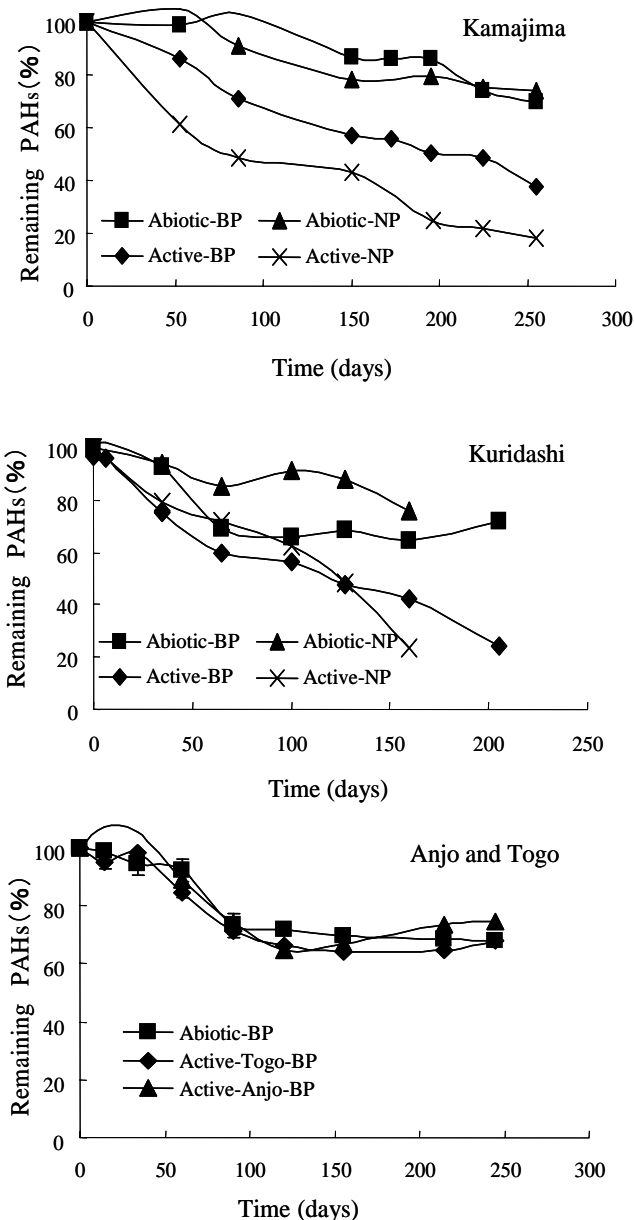 Kamajima
Remaining PAHs (%)
100
80
60
40
20
0
Abiotic-BP
Abiotic-NP
Active-BP
Active-NP
0 50 100 150 200 250 300
Time (days)
Kuridashi
Remaining PAHs (%)
100
80
60
40
20
0
Abiotic-BP
Abiotic-NP
Active-BP
Active-NP
0 50 100 150 200 250
Time (days)
Anjo and Togo
Remaining PAHs (%)
100
80
60
40
20
0
Abiotic-BP
Active-Togo-BP
Active-Anjo-BP
0 50 100 150 200 250 300
Time (days)